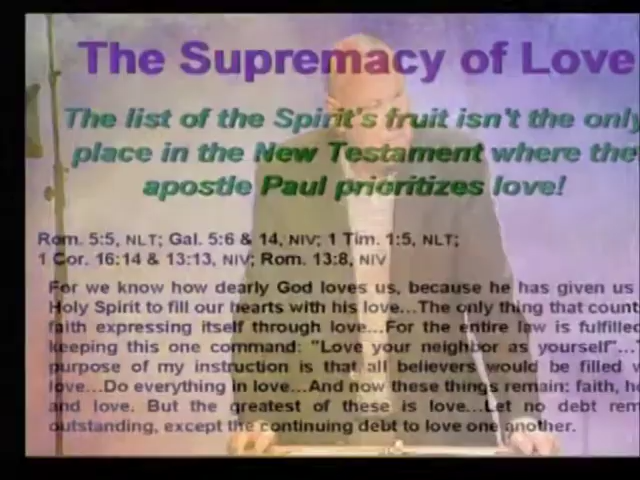 The Supremacy of Love
The list of the Spirit's fruit isn't the only
place in the New Testament where the
apostle Paul prioritizes love!
Rom. 5:5, NLT; Gal. 5:6 & 14, NIV; 1 Tim. 1:5, NLT;
1 Cor. 16:14 & 13:13, NIV; Rom. 13:8, NIV
For we know how dearly God loves us, because he has given us
Holy Spirit to fill our hearts with his love...The only thing that count
faith expressing itself through love...For the entire law is fulfilled
keeping this one command: "Love your neighbor as yourself"...T
purpose of my instruction is that all believers would be filled w
love...Do everything in love...And now these things remain: faith, h
and love. But the greatest of these is love...Let no debt rem
outstanding, except the continuing debt to love one another.